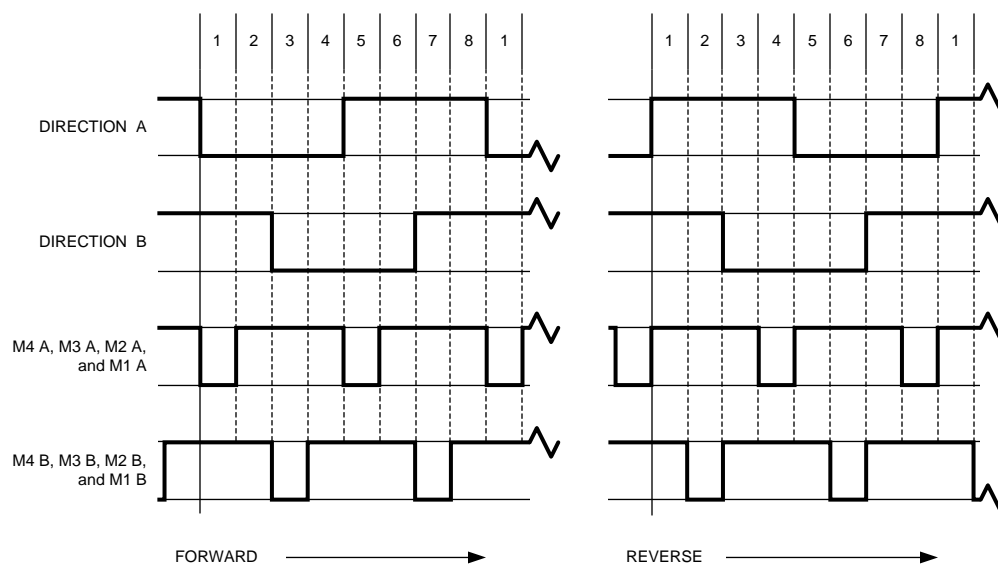 1 2 3 4 5 6 7 8 1
1 2 3 4 5 6 7 8 1
DIRECTION A
DIRECTION B
M4 A, M3 A, M2 A,
and M1 A
M4 B, M3 B, M2 B,
and M1 B
FORWARD
REVERSE